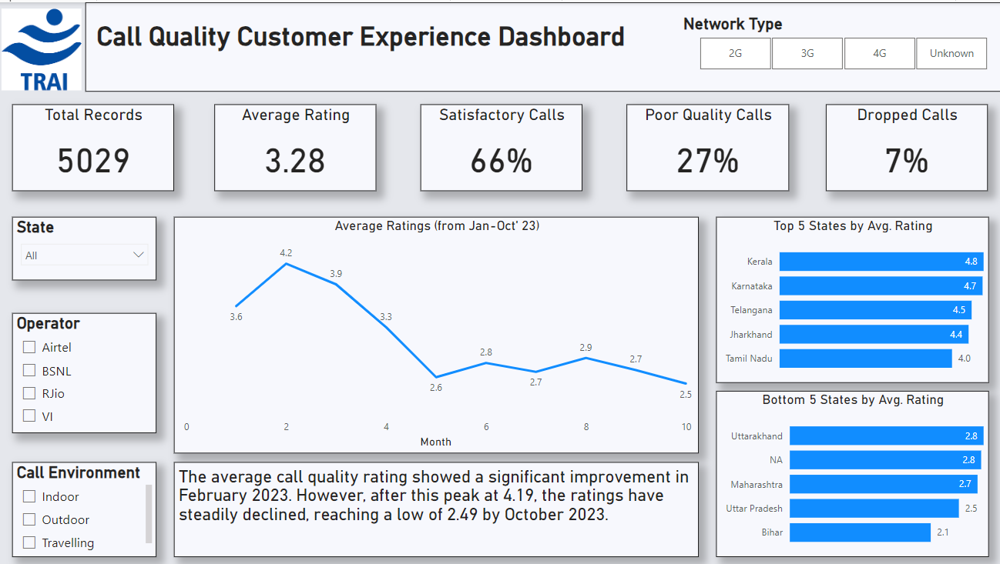 TRAI
Call Quality Customer Experience Dashboard
Network Type
2G
3G
4G
Unknown
Total Records
5029
Average Rating
3.28
Satisfactory Calls
66%
Poor Quality Calls
27%
Dropped Calls
7%
State
All
Operator
Airtel
BSNL
RJio
VI
Call Environment
Indoor
Outdoor
Travelling
Average Ratings (from Jan-Oct' 23)
3.6
4.2
3.9
3.3
2.6
2.8
2.7
2.9
2.7
2.5
0 2 4 6 8 10
Month
The average call quality rating showed a significant improvement in
February 2023. However, after this peak at 4.19, the ratings have
steadily declined, reaching a low of 2.49 by October 2023.
Top 5 States by Avg. Rating
Kerala 4.8
Karnataka 4.7
Telangana 4.5
Jharkhand 4.4
Tamil Nadu 4.0
Bottom 5 States by Avg. Rating
Uttarakhand 2.8
NA 2.8
Maharashtra 2.7
Uttar Pradesh 2.5
Bihar 2.1